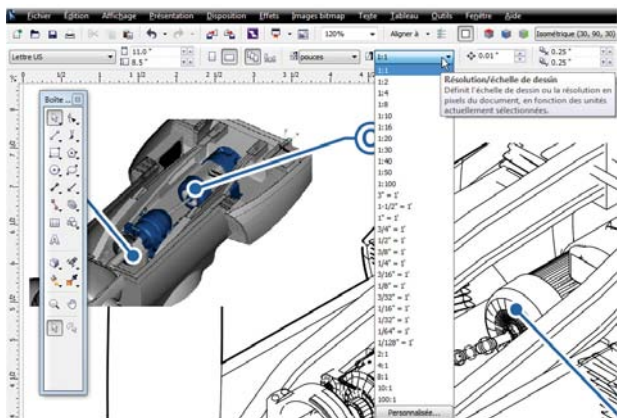 Fichier Édition Affichage Présentation Disposition Effets Images bitmap Texte Tableau Outils Fenêtre Aide
120% Aligner à Isométrique (30, 90, 30)
Lettre US 11.0 " 8.5 " pouces 1:1 0.01 " 0.25 " 0.25 "
Boîte ...
1:1
1:2
1:4
1:8
1:10
1:16
1:20
1:30
1:40
1:50
1:100
3" = 1'
1-1/2" = 1'
1" = 1'
3/4" = 1'
1/2" = 1'
3/8" = 1'
1/4" = 1'
3/16" = 1'
1/8" = 1'
3/32" = 1'
1/16" = 1'
1/32" = 1'
1/64" = 1'
1/128" = 1'
2:1
4:1
8:1
10:1
100:1
Personnalisée...
Résolution/échelle de dessin
Définit l'échelle de dessin ou la résolution en
pixels du document, en fonction des unités
actuellement sélectionnées.